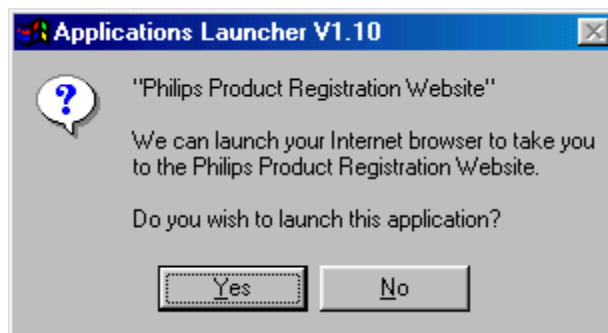 Applications Launcher V1.10
"Philips Product Registration Website"
We can launch your Internet browser to take you
to the Philips Product Registration Website.
Do you wish to launch this application?
Yes
No